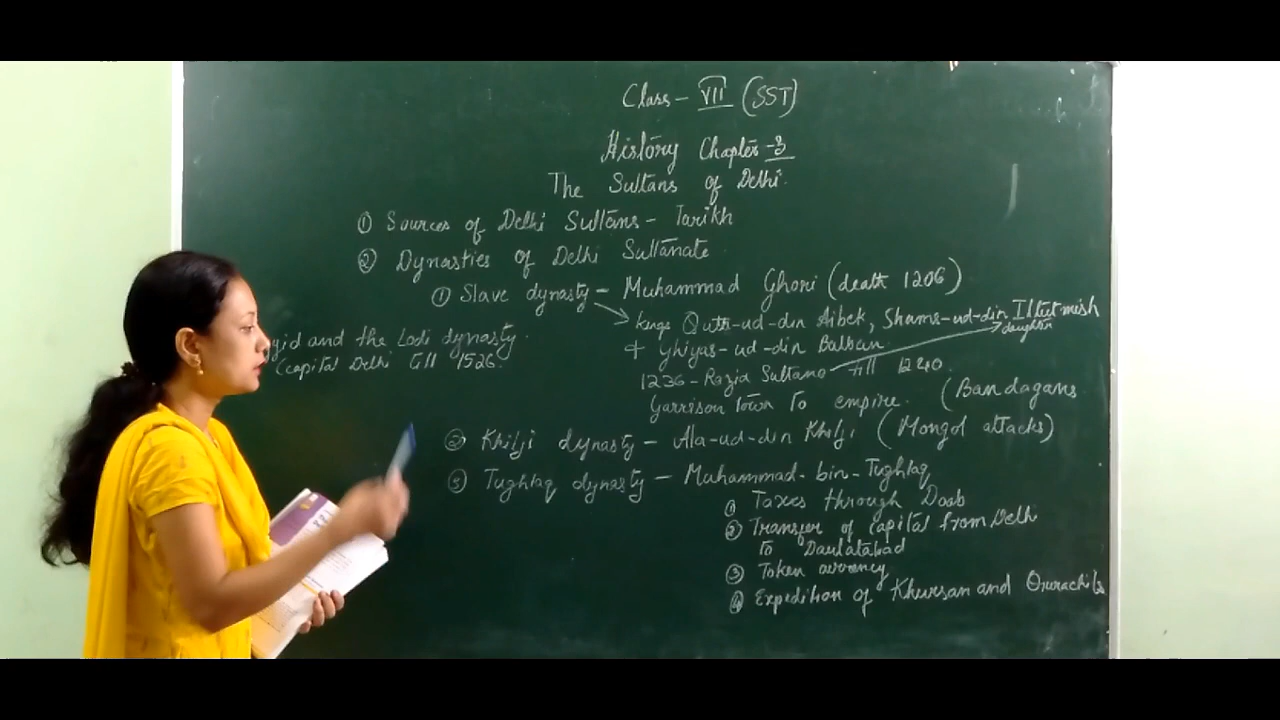 Class - VII (SST)
History Chapter - 3
The Sultans of Delhi.
① Sources of Delhi Sultans - Tarikh
② Dynasties of Delhi Sultanate
① Slave dynasty - Muhammad Ghori (death 1206)
kings Qutb-ud-din Aibek, Shams-ud-din Iltutmish
daughter
+ Ghiyas-ud-din Balban.
1236 - Razia Sultana till 1240.
Garrison Town To empire. (Bandagans
and the Lodi dynasty.
(capital Delhi till 1526.
② Khilji dynasty - Ala-ud-din Khilji (Mongol attacks)
③ Tughlaq dynasty - Muhammad-bin-Tughlaq
① Taxes through Doab
② Transfer of capital from Delhi
To Daulatabad
③ Token currency
④ Expedition of Khurasan and